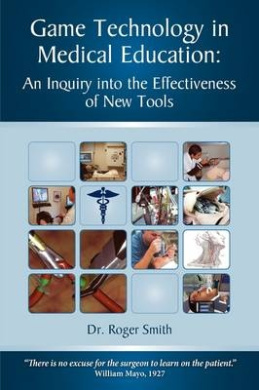 Game Technology in
Medical Education:
An Inquiry into the Effectiveness
of New Tools
Dr. Roger Smith
"There is no excuse for the surgeon to learn on the patient."
William Mayo, 1927